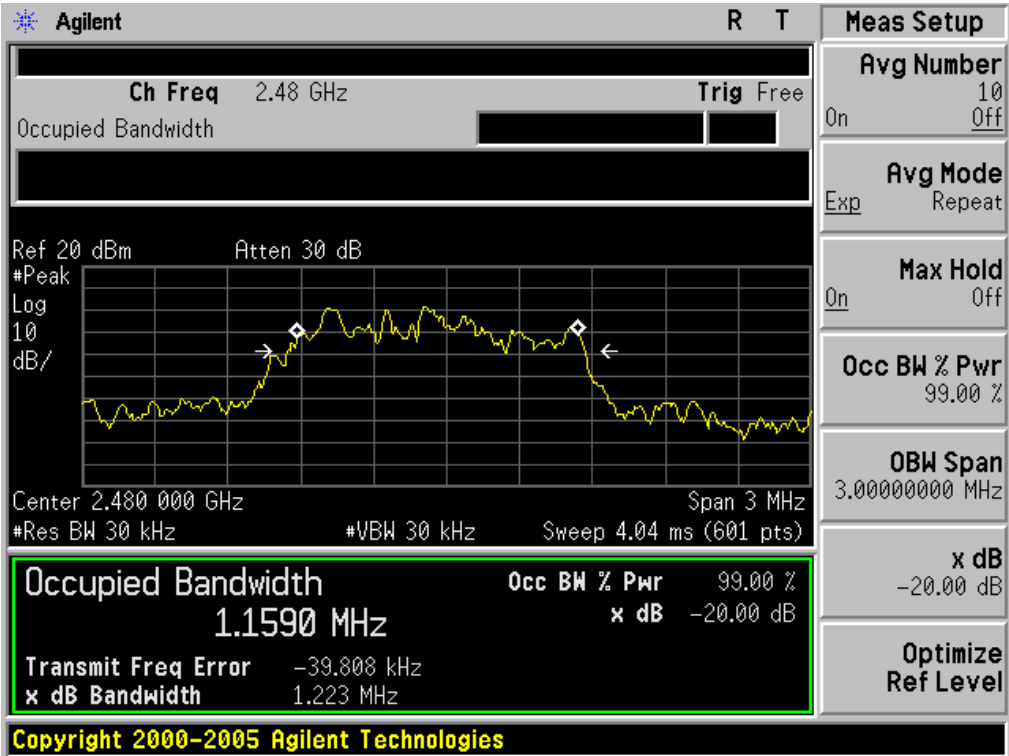 Agilent R T
Ch Freq 2.48 GHz Trig Free
Occupied Bandwidth
Ref 20 dBm Atten 30 dB
#Peak
Log
10
dB/
Center 2.480 000 GHz Span 3 MHz
#Res BW 30 kHz #VBW 30 kHz Sweep 4.04 ms (601 pts)
Occupied Bandwidth Occ BW % Pwr 99.00 %
1.1590 MHz x dB -20.00 dB
Transmit Freq Error -39.808 kHz
x dB Bandwidth 1.223 MHz
Copyright 2000-2005 Agilent Technologies
Meas Setup
Avg Number
10
On Off
Avg Mode
Exp Repeat
Max Hold
On Off
Occ BW % Pwr
99.00 %
OBW Span
3.00000000 MHz
x dB
-20.00 dB
Optimize
Ref Level